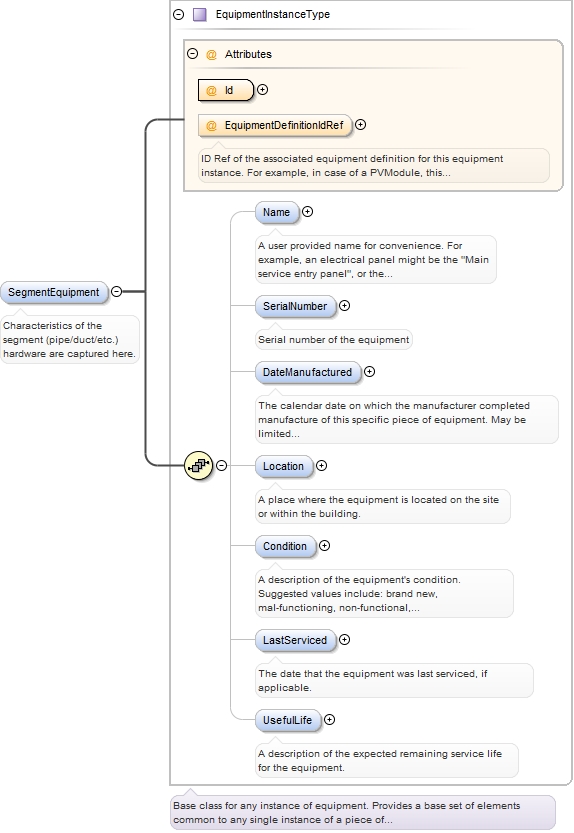 EquipmentInstanceType
@ Attributes
@ Id
@ EquipmentDefinitionIdRef
ID Ref of the associated equipment definition for this equipment
instance. For example, in case of a PVModule, this...
Name
A user provided name for convenience. For
example, an electrical panel might be the "Main
service entry panel", or the...
SegmentEquipment
Characteristics of the
segment (pipe/duct/etc.)
hardware are captured here.
SerialNumber
Serial number of the equipment
DateManufactured
The calendar date on which the manufacturer completed
manufacture of this specific piece of equipment. May be
limited...
Location
A place where the equipment is located on the site
or within the building.
Condition
A description of the equipment's condition.
Suggested values include: brand new,
mal-functioning, non-functional,...
LastServiced
The date that the equipment was last serviced, if
applicable.
UsefulLife
A description of the expected remaining service life
for the equipment.
Base class for any instance of equipment. Provides a base set of elements
common to any single instance of a piece of...